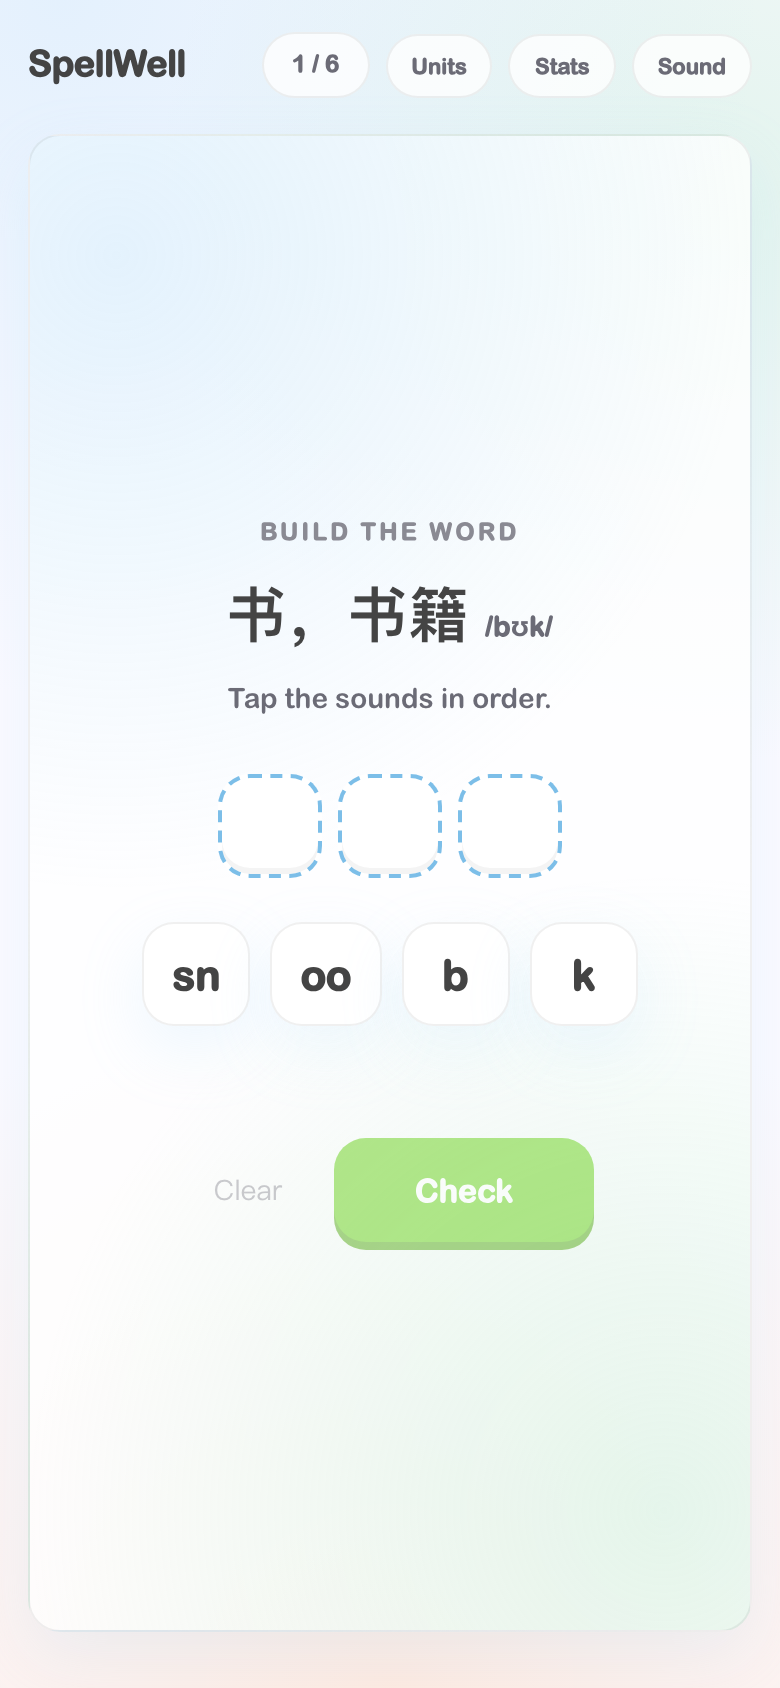 SpellWell 1 / 6 Units Stats Sound
BUILD THE WORD
书，书籍 /bʊk/
Tap the sounds in order.
sn oo b k
Clear Check